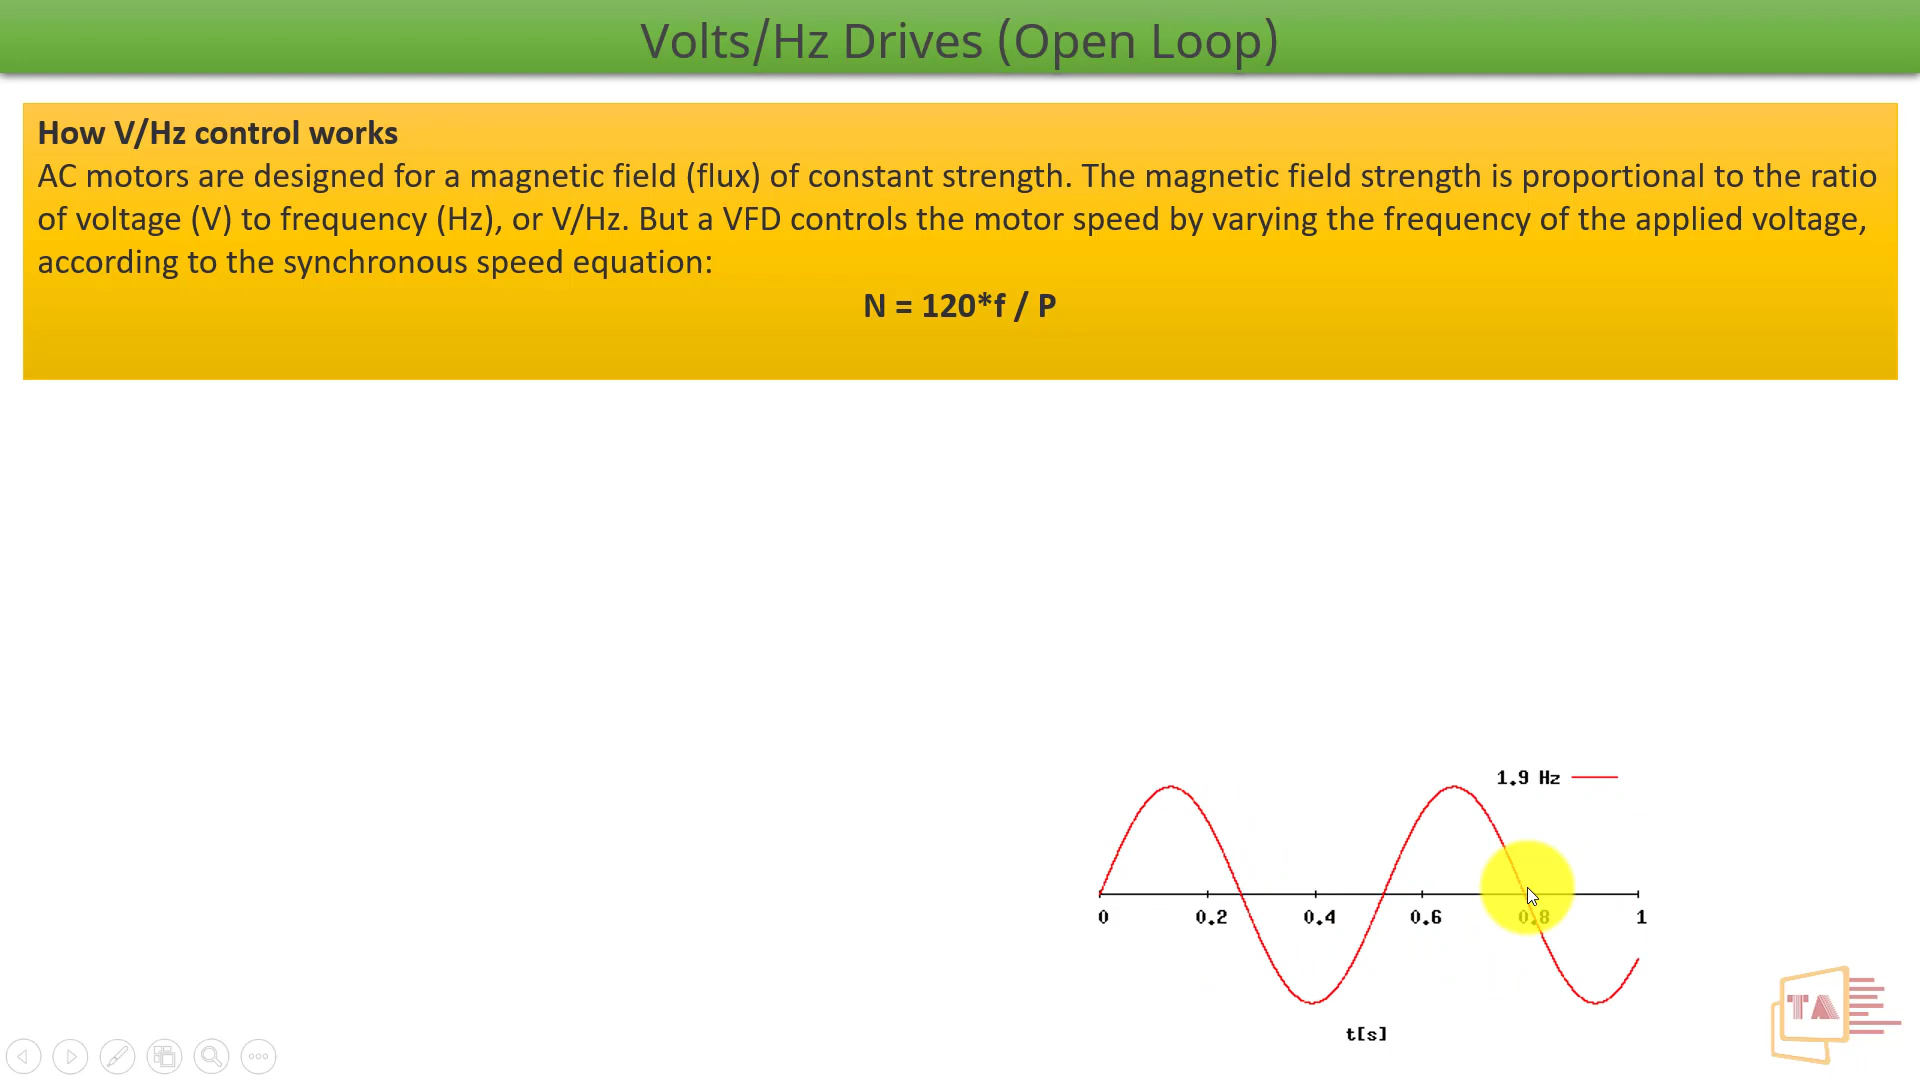 Volts/Hz Drives (Open Loop)
How V/Hz control works
AC motors are designed for a magnetic field (flux) of constant strength. The magnetic field strength is proportional to the ratio
of voltage (V) to frequency (Hz), or V/Hz. But a VFD controls the motor speed by varying the frequency of the applied voltage,
according to the synchronous speed equation:
N = 120*f / P
1.9 Hz
0 0.2 0.4 0.6 0.8 1
t[s]
TA